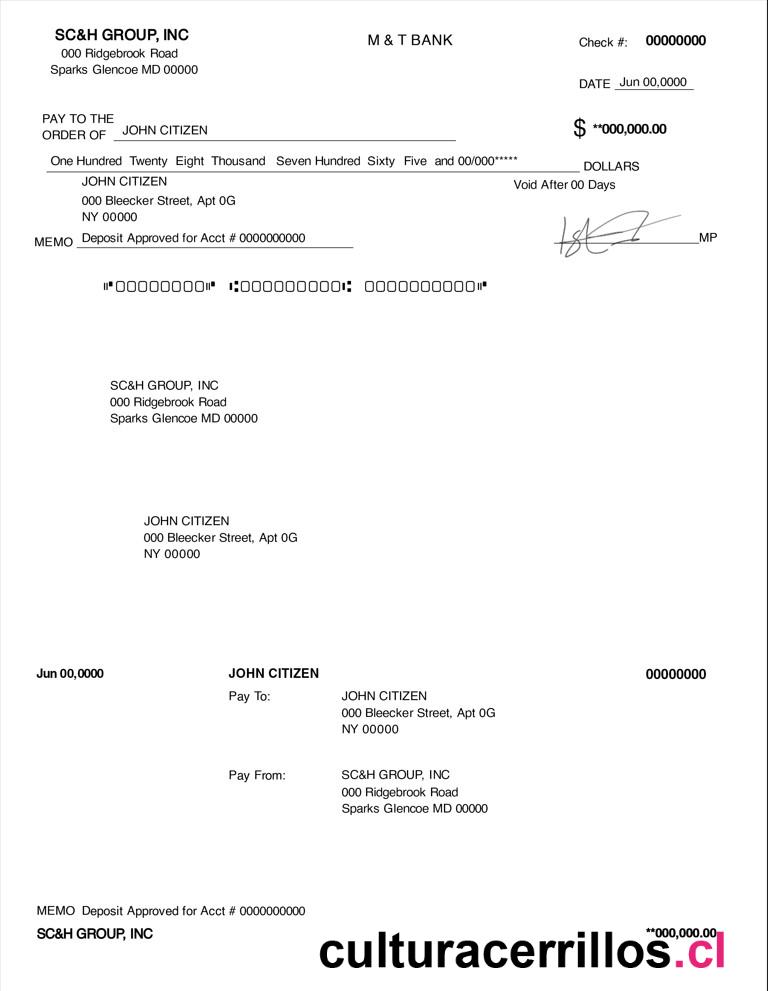 SC&H GROUP, INC
000 Ridgebrook Road
Sparks Glencoe MD 00000
M & T BANK
Check #: 00000000
DATE Jun 00,0000
PAY TO THE
ORDER OF JOHN CITIZEN
$ **000,000.00
One Hundred Twenty Eight Thousand Seven Hundred Sixty Five and 00/000*****
DOLLARS
JOHN CITIZEN
000 Bleecker Street, Apt 0G
NY 00000
Void After 00 Days
MEMO Deposit Approved for Acct # 0000000000
MP
⑈00000000⑈ ⑆000000000⑆ 0000000000⑈
SC&H GROUP, INC
000 Ridgebrook Road
Sparks Glencoe MD 00000
JOHN CITIZEN
000 Bleecker Street, Apt 0G
NY 00000
Jun 00,0000 JOHN CITIZEN 00000000
Pay To: JOHN CITIZEN
000 Bleecker Street, Apt 0G
NY 00000
Pay From: SC&H GROUP, INC
000 Ridgebrook Road
Sparks Glencoe MD 00000
MEMO Deposit Approved for Acct # 0000000000
SC&H GROUP, INC **000,000.00
culturacerrillos.cl